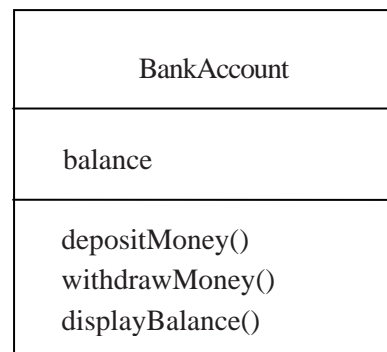 BankAccount
balance
depositMoney()
withdrawMoney()
displayBalance()